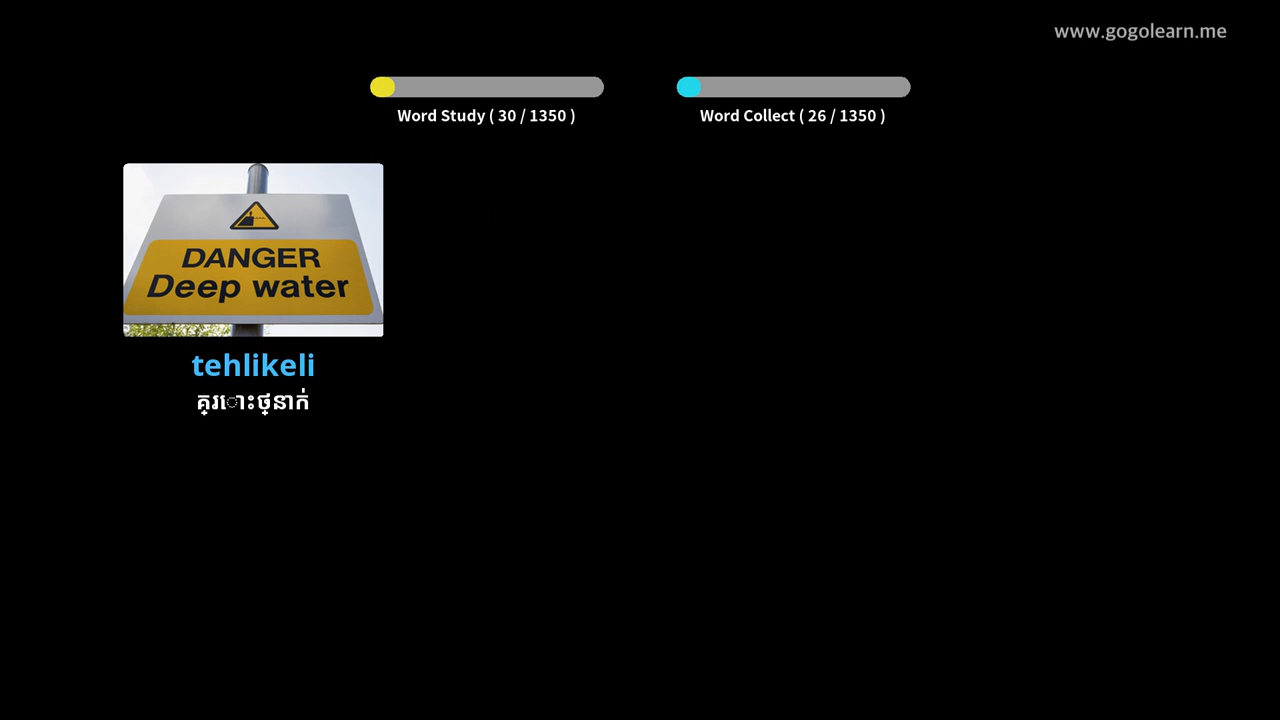 www.gogolearn.me
Word Study ( 30 / 1350 )
Word Collect ( 26 / 1350 )
DANGER
Deep water
tehlikeli
គ្រោះថ្នាក់